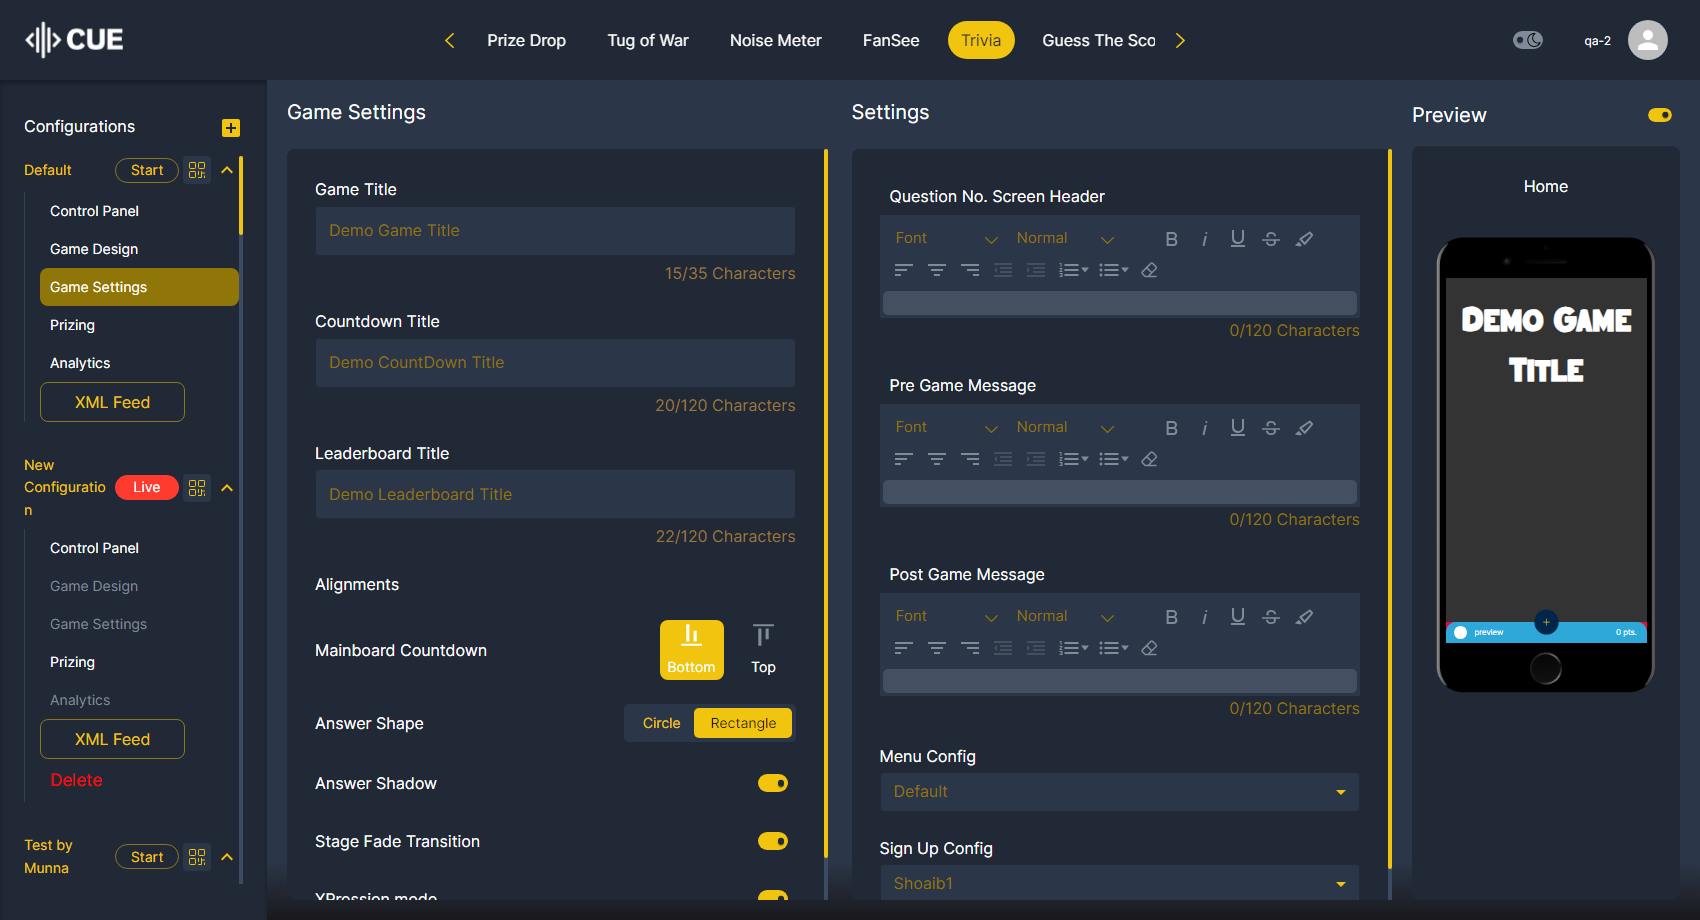 CUE
Prize Drop
Tug of War
Noise Meter
FanSee
Trivia
Guess The Sco
qa-2
Configurations
Default
Start
Control Panel
Game Design
Game Settings
Prizing
Analytics
XML Feed
New
Configuratio
n
Live
Control Panel
Game Design
Game Settings
Prizing
Analytics
XML Feed
Delete
Test by
Munna
Start
Game Settings
Game Title
Demo Game Title
15/35 Characters
Countdown Title
Demo CountDown Title
20/120 Characters
Leaderboard Title
Demo Leaderboard Title
22/120 Characters
Alignments
Mainboard Countdown
Bottom
Top
Answer Shape
Circle
Rectangle
Answer Shadow
Stage Fade Transition
XPression mode
Settings
Question No. Screen Header
Font
Normal
B i U S
0/120 Characters
Pre Game Message
Font
Normal
B i U S
0/120 Characters
Post Game Message
Font
Normal
B i U S
0/120 Characters
Menu Config
Default
Sign Up Config
Shoaib1
Preview
Home
Demo Game
Title
preview
+
0 pts.